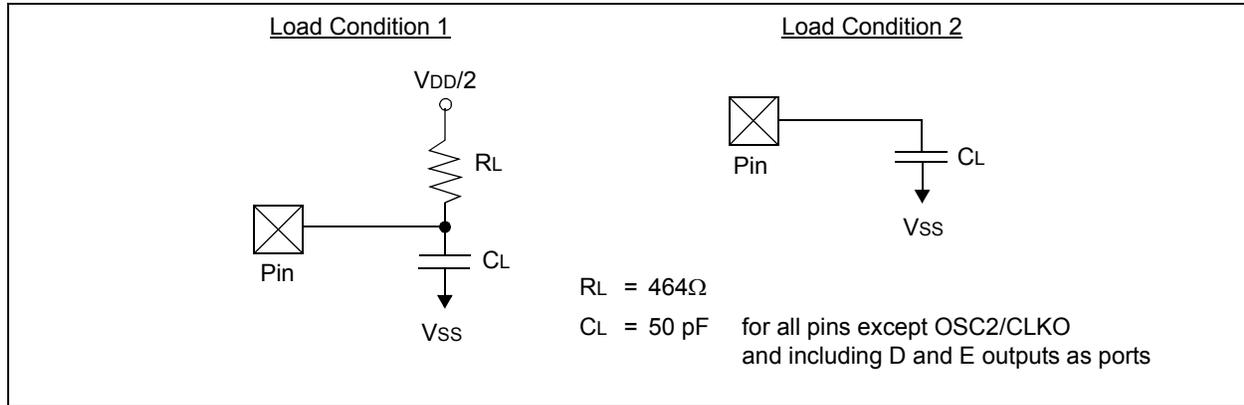 Load Condition 1
VDD/2
RL
Pin
CL
VSS
Load Condition 2
Pin
CL
VSS
RL = 464Ω
CL = 50 pF for all pins except OSC2/CLKO
and including D and E outputs as ports